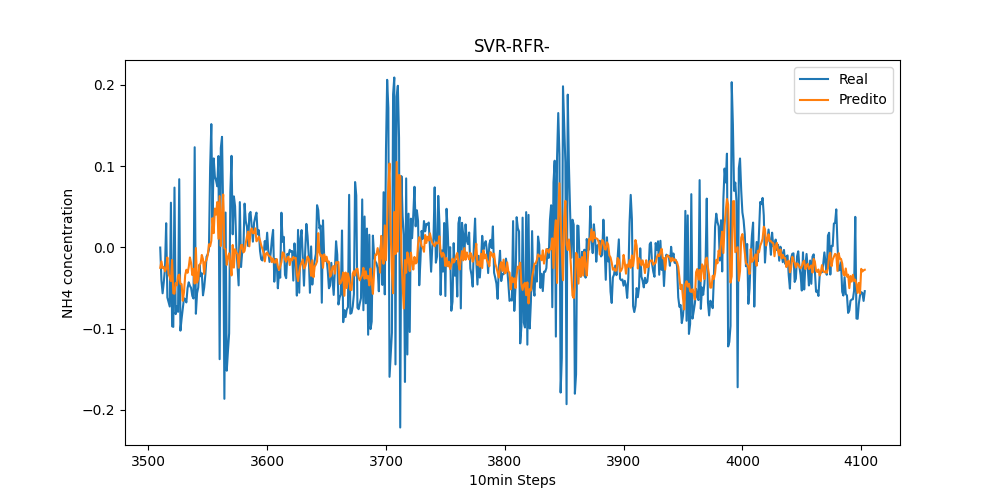 SVR-RFR-
Real
Predito
NH4 concentration
0.2
0.1
0.0
−0.1
−0.2
3500 3600 3700 3800 3900 4000 4100
10min Steps